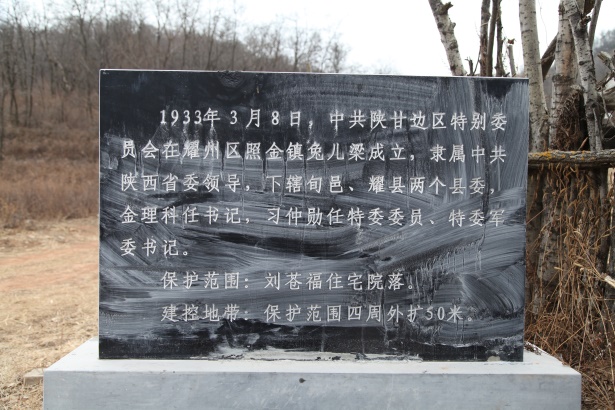 1933年3月8日，中共陕甘边区特别委
员会在耀州区照金镇兔儿梁成立，隶属中共
陕西省委领导，下辖旬邑、耀县两个县委，
金理科任书记，习仲勋任特委委员、特委军
委书记。
保护范围：刘苍福住宅院落。
建控地带：保护范围四周外扩50米。